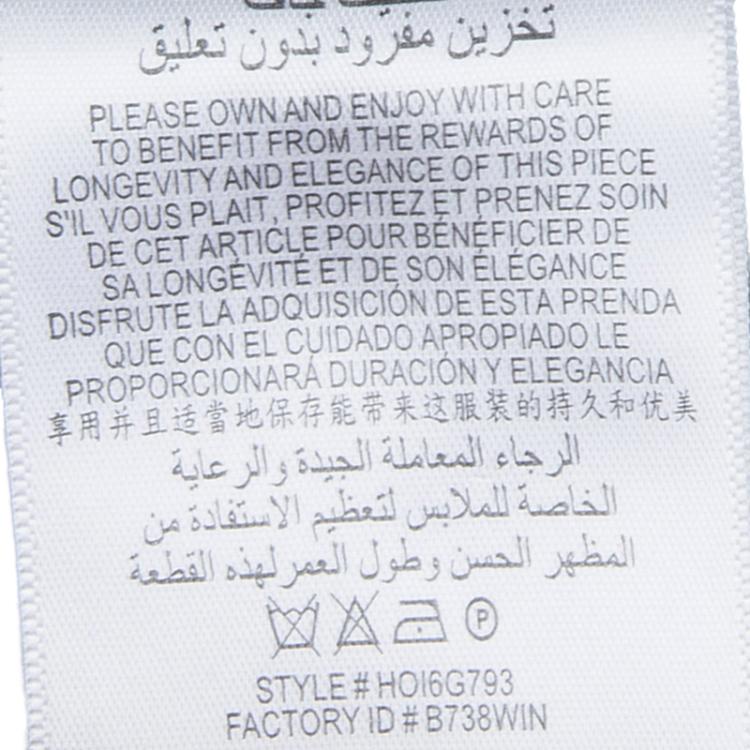 تخزين مفرود بدون تعليق
PLEASE OWN AND ENJOY WITH CARE
TO BENEFIT FROM THE REWARDS OF
LONGEVITY AND ELEGANCE OF THIS PIECE
S'IL VOUS PLAIT, PROFITEZ ET PRENEZ SOIN
DE CET ARTICLE POUR BÉNÉFICIER DE
SA LONGÉVITÉ ET DE SON ÉLÉGANCE
DISFRUTE LA ADQUISICIÓN DE ESTA PRENDA
QUE CON EL CUIDADO APROPIADO LE
PROPORCIONARÁ DURACIÓN Y ELEGANCIA
享用并且适當地保存能带来这服装的持久和优美
الرجاء المعاملة الجيدة والرعاية
الخاصة للملابس لتعظيم الاستفادة من
المظهر الحسن وطول العمر لهذه القطعة
P
STYLE # HOI6G793
FACTORY ID # B738WIN